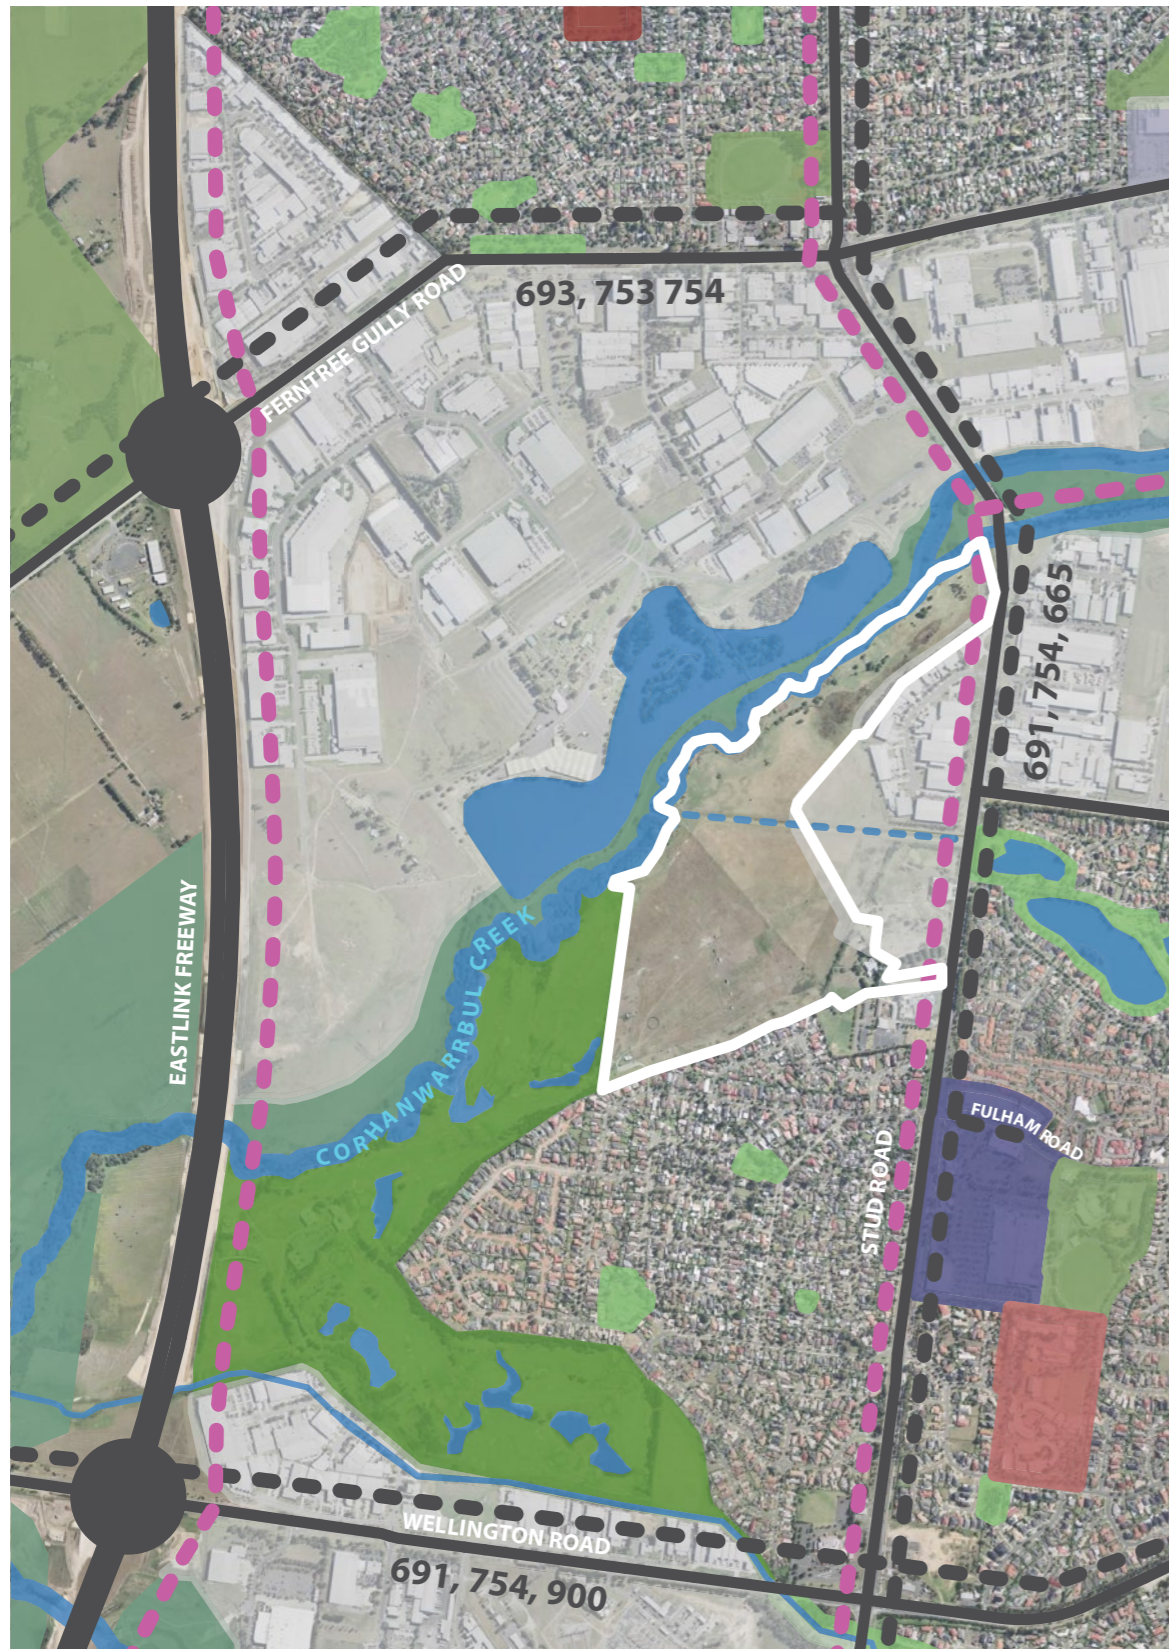 693, 753 754
FERNTREE GULLY ROAD
691, 754, 665
EASTLINK FREEWAY
CORHANWARRBUL CREEK
FULHAM ROAD
STUD ROAD
WELLINGTON ROAD
691, 754, 900